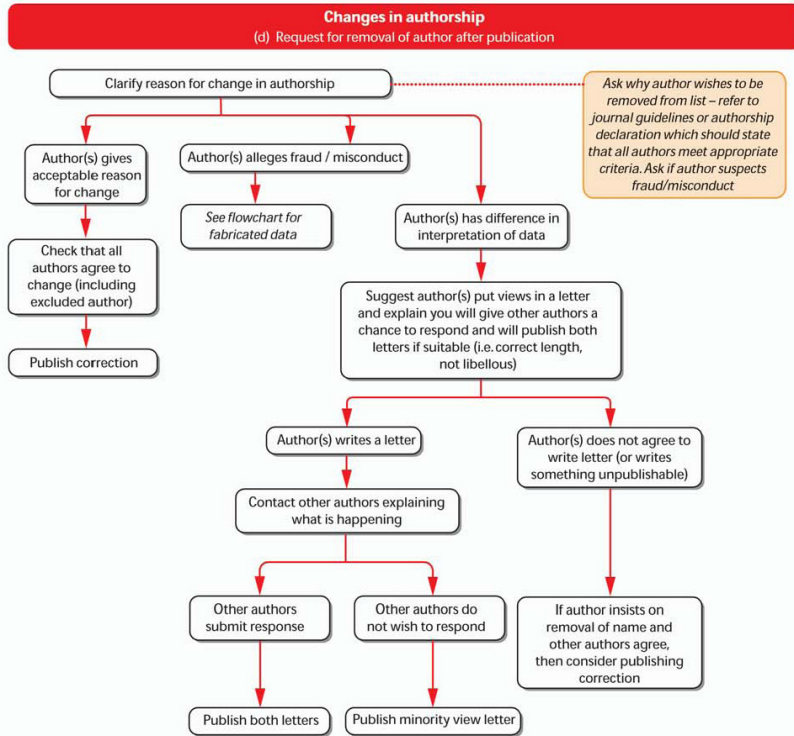 Changes in authorship
(d) Request for removal of author after publication
Clarify reason for change in authorship
Ask why author wishes to be
removed from list – refer to
journal guidelines or authorship
declaration which should state
that all authors meet appropriate
criteria. Ask if author suspects
fraud/misconduct
Author(s) gives
acceptable reason
for change
Author(s) alleges fraud / misconduct
See flowchart for
fabricated data
Author(s) has difference in
interpretation of data
Check that all
authors agree to
change (including
excluded author)
Publish correction
Suggest author(s) put views in a letter
and explain you will give other authors a
chance to respond and will publish both
letters if suitable (i.e. correct length,
not libellous)
Author(s) writes a letter
Author(s) does not agree to
write letter (or writes
something unpublishable)
Contact other authors explaining
what is happening
Other authors
submit response
Other authors do
not wish to respond
If author insists on
removal of name and
other authors agree,
then consider publishing
correction
Publish both letters
Publish minority view letter